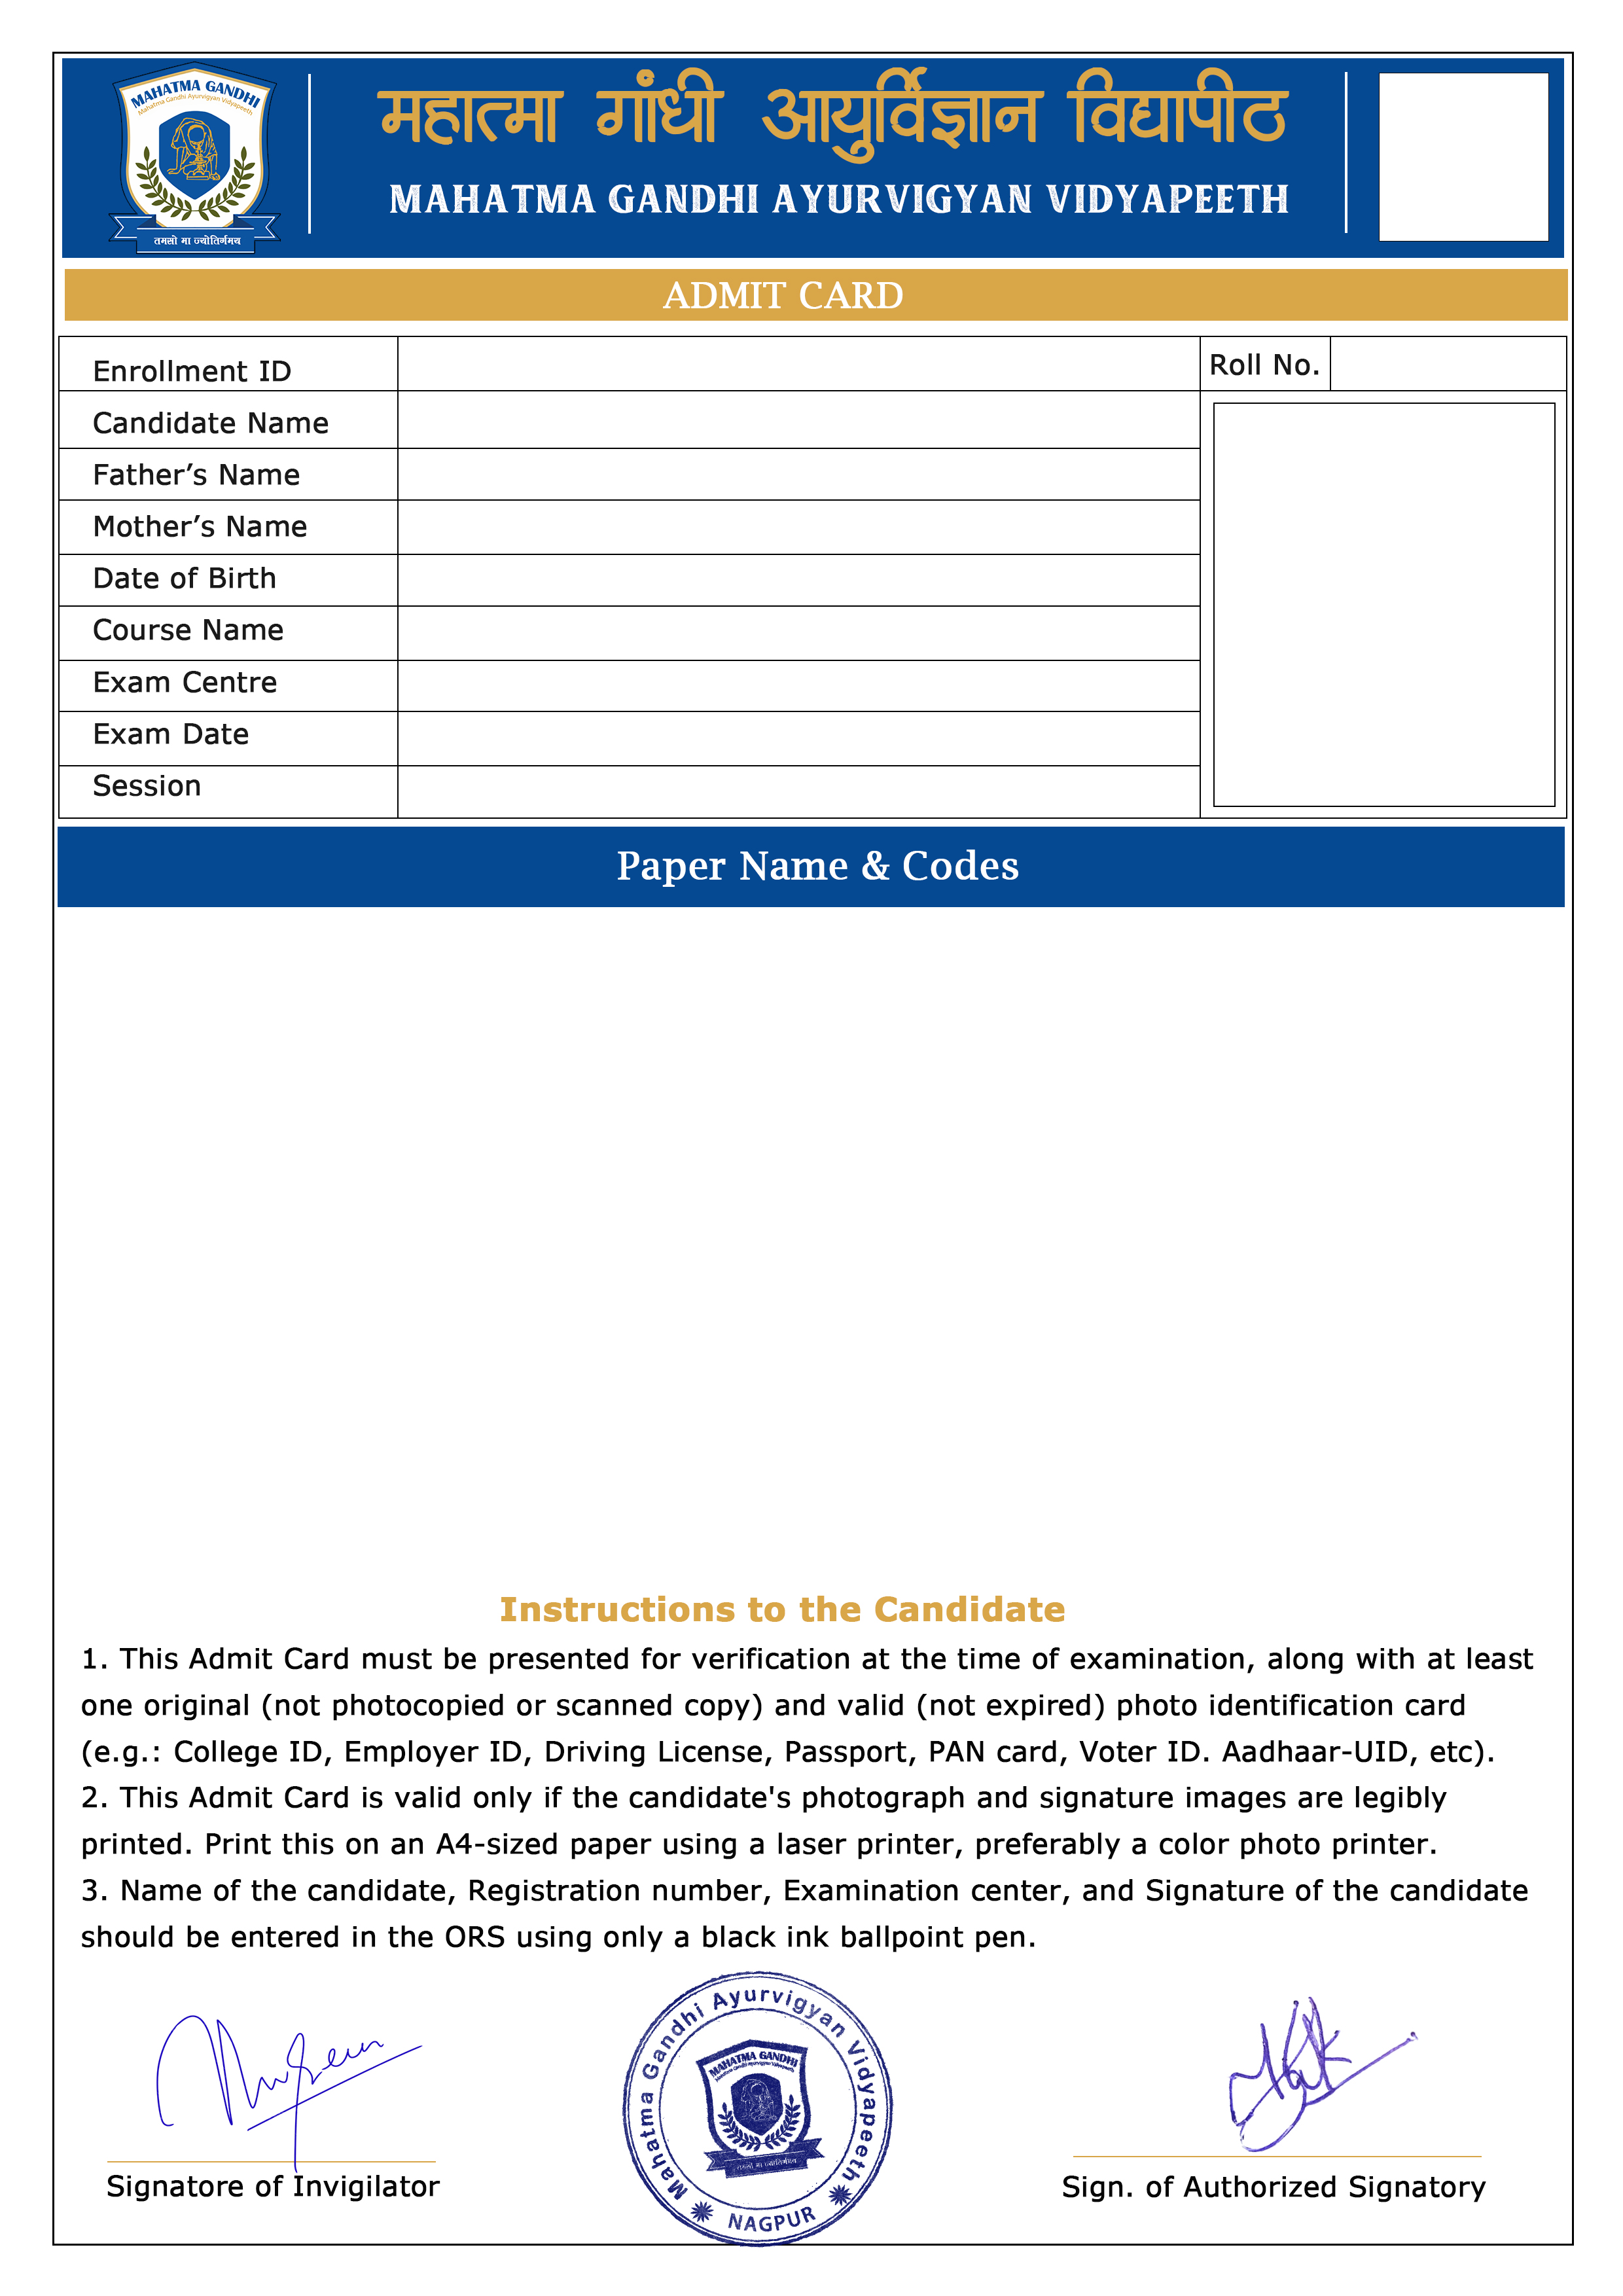 MAHATMA GANDHI
Mahatma Gandhi Ayurvigyan Vidyapeeth
तमसो मा ज्योतिर्गमय
महात्मा गांधी आयुर्विज्ञान विद्यापीठ
MAHATMA GANDHI AYURVIGYAN VIDYAPEETH
ADMIT CARD
Enrollment ID
Roll No.
Candidate Name
Father’s Name
Mother’s Name
Date of Birth
Course Name
Exam Centre
Exam Date
Session
Paper Name & Codes
Instructions to the Candidate
1. This Admit Card must be presented for verification at the time of examination, along with at least
one original (not photocopied or scanned copy) and valid (not expired) photo identification card
(e.g.: College ID, Employer ID, Driving License, Passport, PAN card, Voter ID. Aadhaar-UID, etc).
2. This Admit Card is valid only if the candidate's photograph and signature images are legibly
printed. Print this on an A4-sized paper using a laser printer, preferably a color photo printer.
3. Name of the candidate, Registration number, Examination center, and Signature of the candidate
should be entered in the ORS using only a black ink ballpoint pen.
Mahatma Gandhi Ayurvigyan Vidyapeeth
MAHATMA GANDHI
Mahatma Gandhi Ayurvigyan Vidyapeeth
तमसो मा ज्योतिर्गमय
NAGPUR
Signatore of Invigilator
Sign. of Authorized Signatory